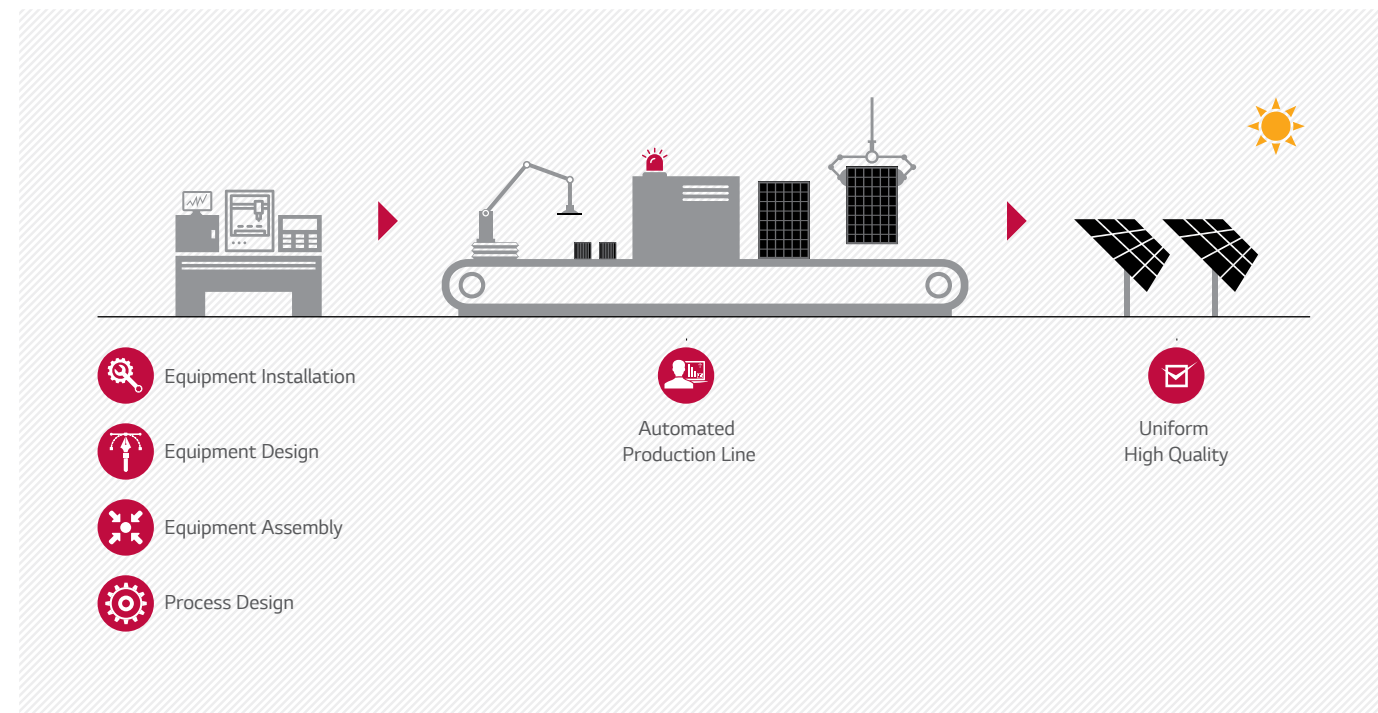 Equipment Installation
Equipment Design
Equipment Assembly
Process Design
Automated
Production Line
Uniform
High Quality